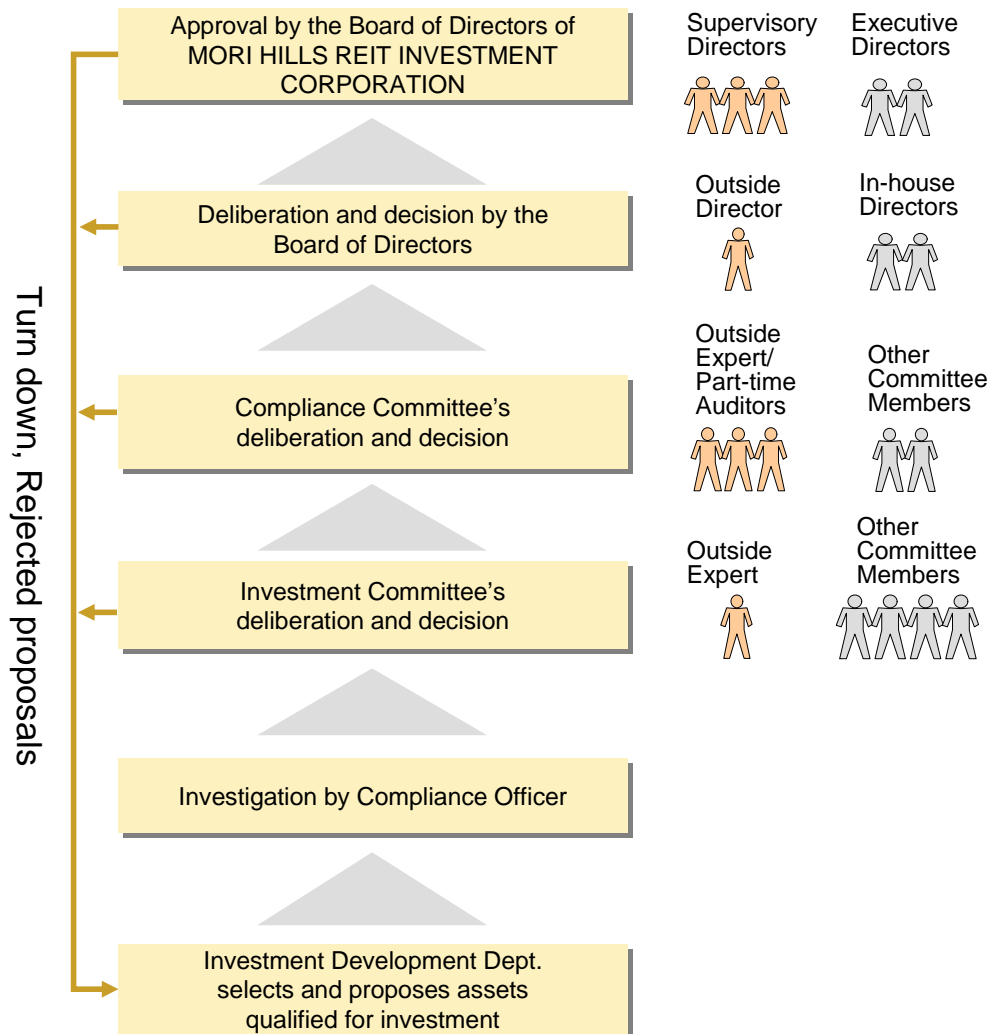 Approval by the Board of Directors of
MORI HILLS REIT INVESTMENT
CORPORATION
Supervisory
Directors
Executive
Directors
Deliberation and decision by the
Board of Directors
Outside
Director
In-house
Directors
Compliance Committee’s
deliberation and decision
Outside
Expert/
Part-time
Auditors
Other
Committee
Members
Investment Committee’s
deliberation and decision
Outside
Expert
Other
Committee
Members
Investigation by Compliance Officer
Investment Development Dept.
selects and proposes assets
qualified for investment
Turn down, Rejected proposals